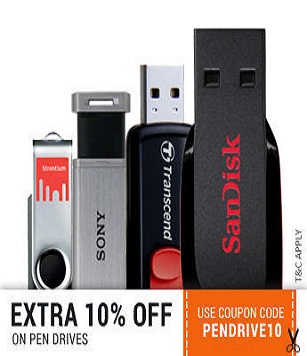 Strontium
SONY
Transcend
SanDisk
T&C APPLY
EXTRA 10% OFF
ON PEN DRIVES
USE COUPON CODE
PENDRIVE10